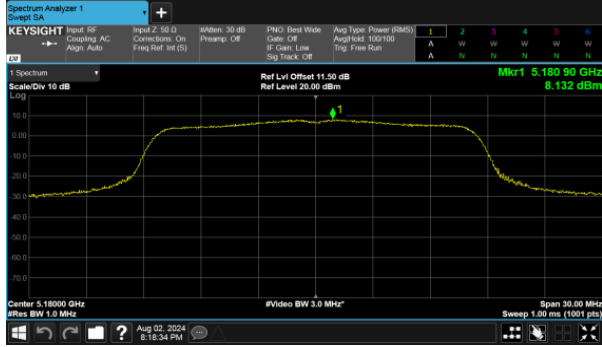 Spectrum Analyzer 1
Swept SA
+
KEYSIGHT Input: RF Input Z: 50 Ω #Atten: 30 dB PNO: Best Wide Avg Type: Power (RMS) 1 2 3 4 5 6
Coupling: AC Corrections: On Preamp: Off Gate: Off Avg|Hold: 100/100 A W W W W W
Align: Auto Freq Ref: Int (S) IF Gain: Low Trig: Free Run
Sig Track: Off A N N N N N
LXI
1 Spectrum Ref Lvl Offset 11.50 dB Mkr1 5.180 90 GHz
Scale/Div 10 dB Ref Level 20.00 dBm 8.132 dBm
Log
1
10.0
0.00
-10.0
-20.0
-30.0
-40.0
-50.0
-60.0
-70.0
Center 5.18000 GHz #Video BW 3.0 MHz* Span 30.00 MHz
#Res BW 1.0 MHz Sweep 1.00 ms (1001 pts)
? Aug 02, 2024
8:18:34 PM